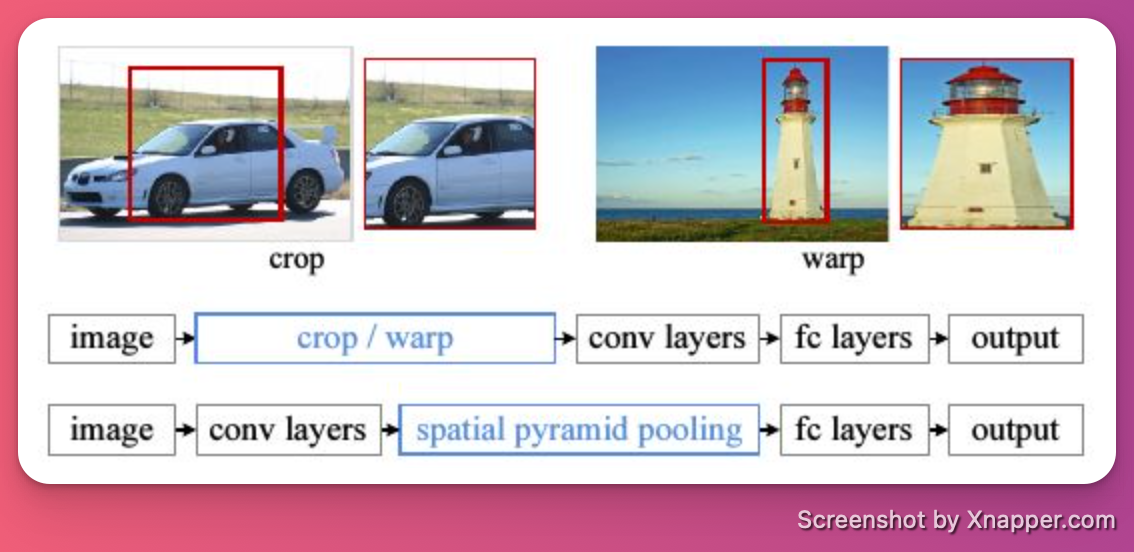 crop
warp
image
crop / warp
conv layers
fc layers
output
image
conv layers
spatial pyramid pooling
fc layers
output
Screenshot by Xnapper.com